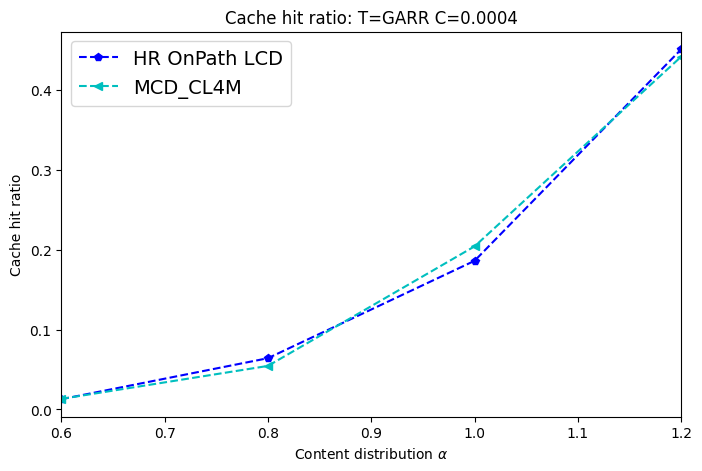 Cache hit ratio: T=GARR C=0.0004
HR OnPath LCD
MCD_CL4M
Cache hit ratio
0.4
0.3
0.2
0.1
0.0
0.6 0.7 0.8 0.9 1.0 1.1 1.2
Content distribution α